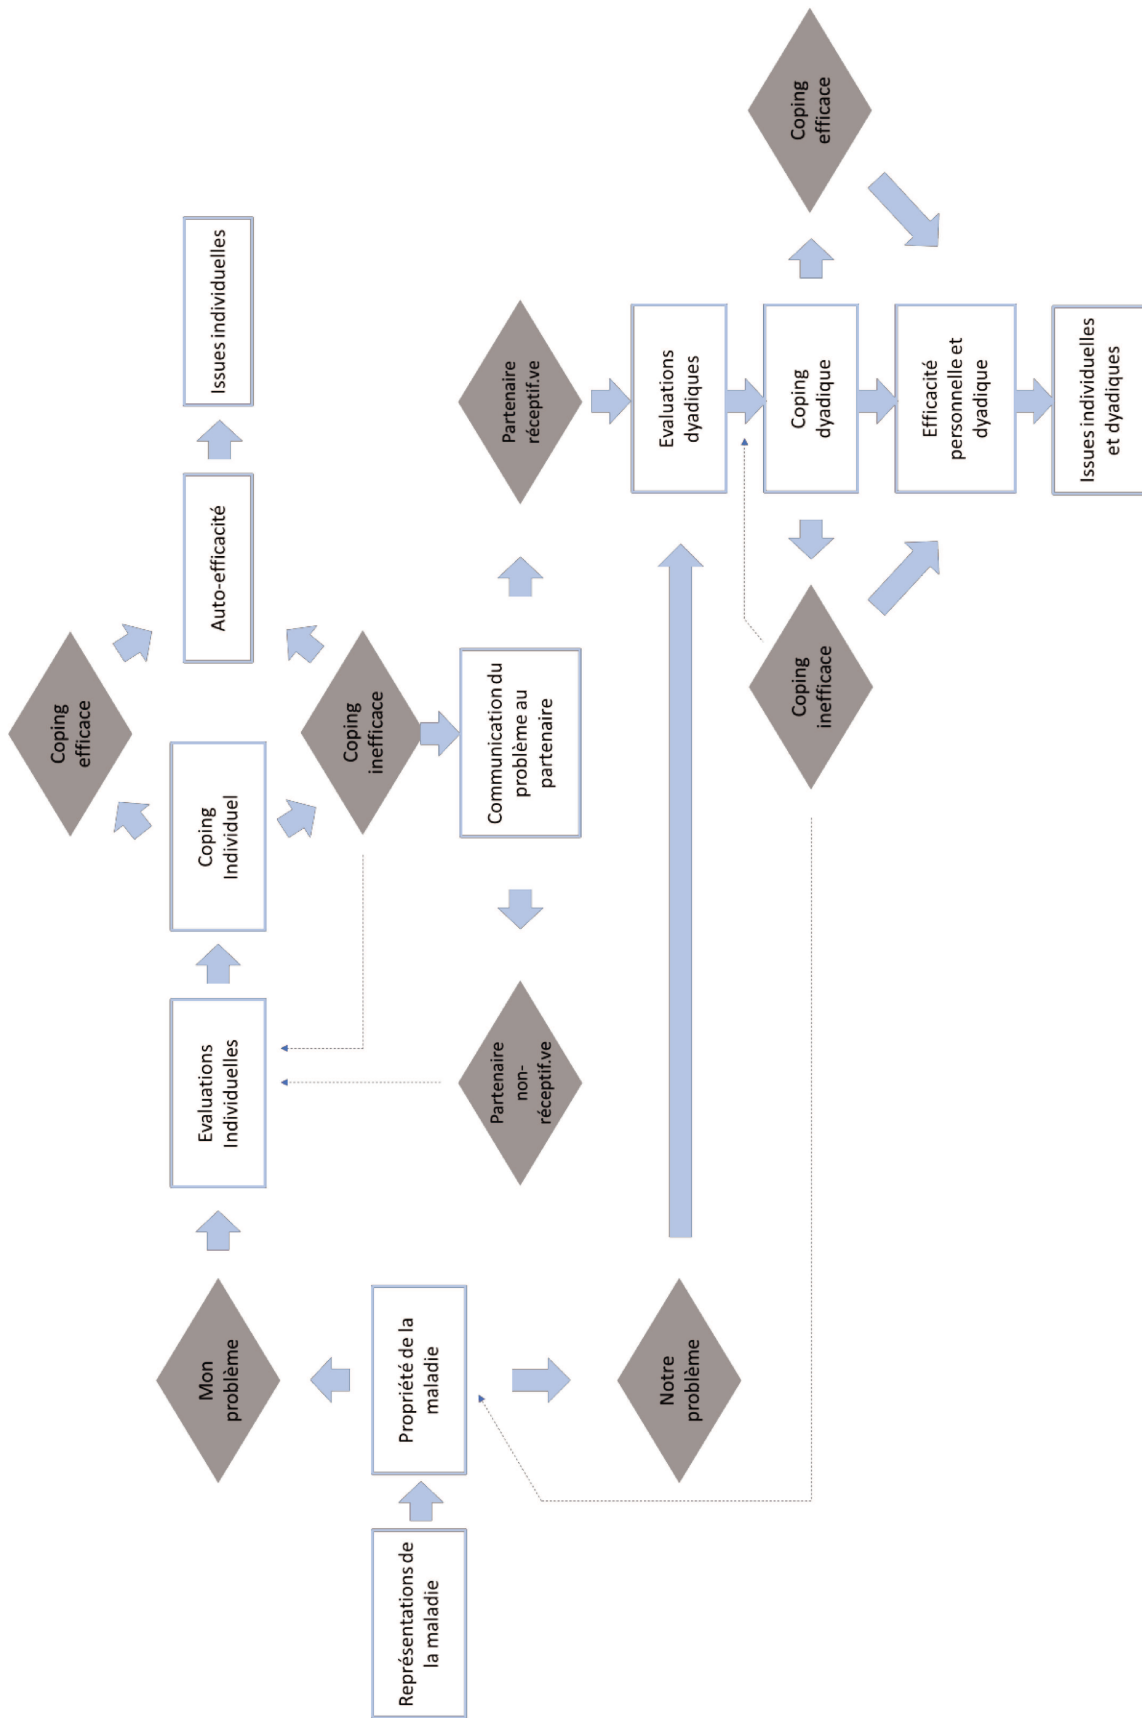 Représentations de
la maladie
Propriété de la
maladie
Mon
problème
Notre
problème
Evaluations
Individuelles
Coping
Individuel
Coping
efficace
Coping
inefficace
Auto-efficacité
Issues individuelles
Communication du
problème au
partenaire
Partenaire
non-
réceptif.ve
Partenaire
réceptif.ve
Evaluations
dyadiques
Coping
dyadique
Coping
inefficace
Coping
efficace
Efficacité
personnelle et
dyadique
Issues individuelles
et dyadiques